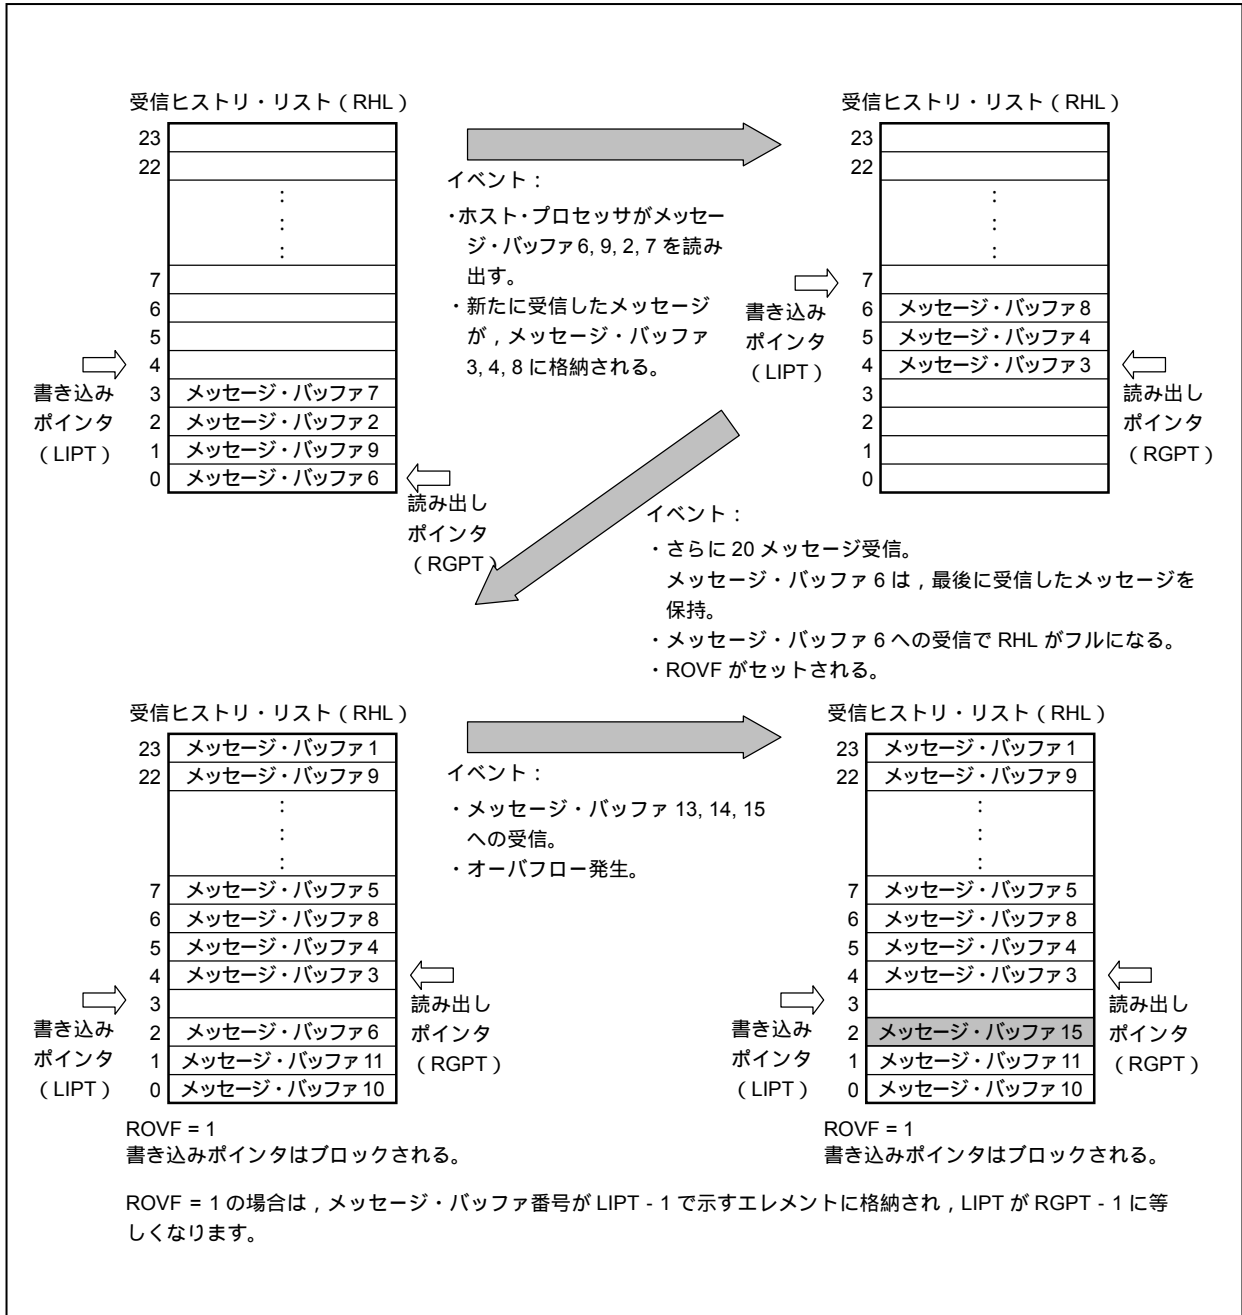 受信ヒストリ・リスト（RHL）
23
22
：
：
：
7
6
5
4
3 メッセージ・バッファ7
2 メッセージ・バッファ2
1 メッセージ・バッファ9
0 メッセージ・バッファ6
書き込み
ポインタ
（LIPT）
読み出し
ポインタ
（RGPT）
イベント：
・ホスト・プロセッサがメッセー
ジ・バッファ6, 9, 2, 7 を読み
出す。
・新たに受信したメッセージ
が，メッセージ・バッファ
3, 4, 8 に格納される。
受信ヒストリ・リスト（RHL）
23
22
：
：
：
7
6 メッセージ・バッファ8
5 メッセージ・バッファ4
4 メッセージ・バッファ3
3
2
1
0
書き込み
ポインタ
（LIPT）
読み出し
ポインタ
（RGPT）
イベント：
・さらに 20 メッセージ受信。
メッセージ・バッファ 6 は，最後に受信したメッセージを
保持。
・メッセージ・バッファ 6 への受信で RHL がフルになる。
・ROVF がセットされる。
受信ヒストリ・リスト（RHL）
23 メッセージ・バッファ1
22 メッセージ・バッファ9
：
：
：
7 メッセージ・バッファ5
6 メッセージ・バッファ8
5 メッセージ・バッファ4
4 メッセージ・バッファ3
3
2 メッセージ・バッファ6
1 メッセージ・バッファ11
0 メッセージ・バッファ10
書き込み
ポインタ
（LIPT）
読み出し
ポインタ
（RGPT）
ROVF = 1
書き込みポインタはブロックされる。
イベント：
・メッセージ・バッファ 13, 14, 15
への受信。
・オーバフロー発生。
受信ヒストリ・リスト（RHL）
23 メッセージ・バッファ1
22 メッセージ・バッファ9
：
：
：
7 メッセージ・バッファ5
6 メッセージ・バッファ8
5 メッセージ・バッファ4
4 メッセージ・バッファ3
3
2 メッセージ・バッファ15
1 メッセージ・バッファ11
0 メッセージ・バッファ10
書き込み
ポインタ
（LIPT）
読み出し
ポインタ
（RGPT）
ROVF = 1
書き込みポインタはブロックされる。
ROVF = 1 の場合は，メッセージ・バッファ番号が LIPT - 1 で示すエレメントに格納され，LIPT が RGPT - 1 に等
しくなります。